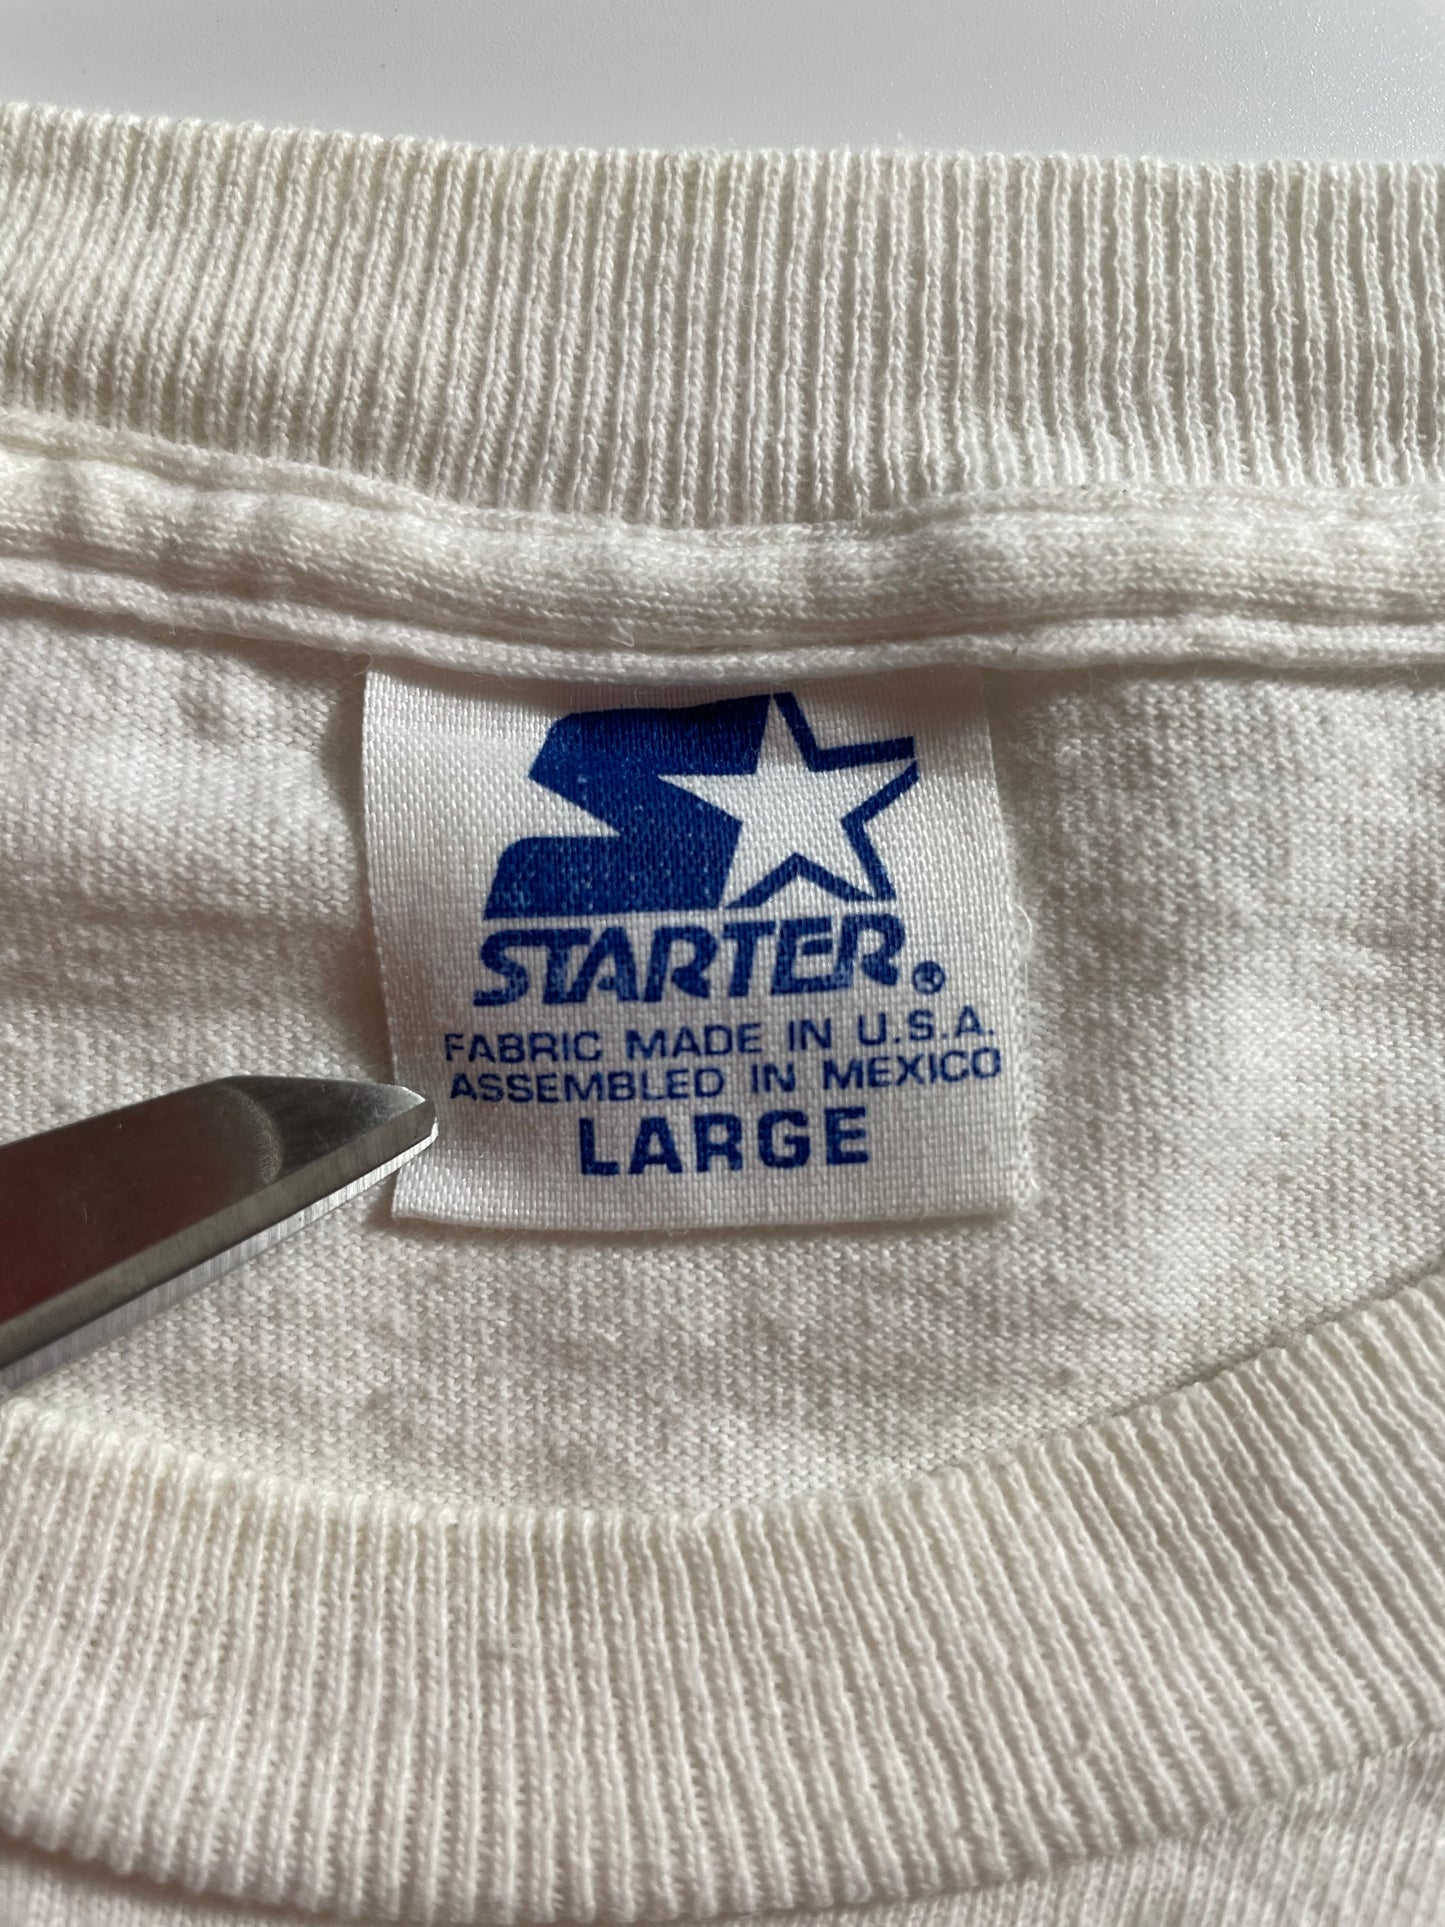 STARTER®
FABRIC MADE IN U.S.A.
ASSEMBLED IN MEXICO
LARGE